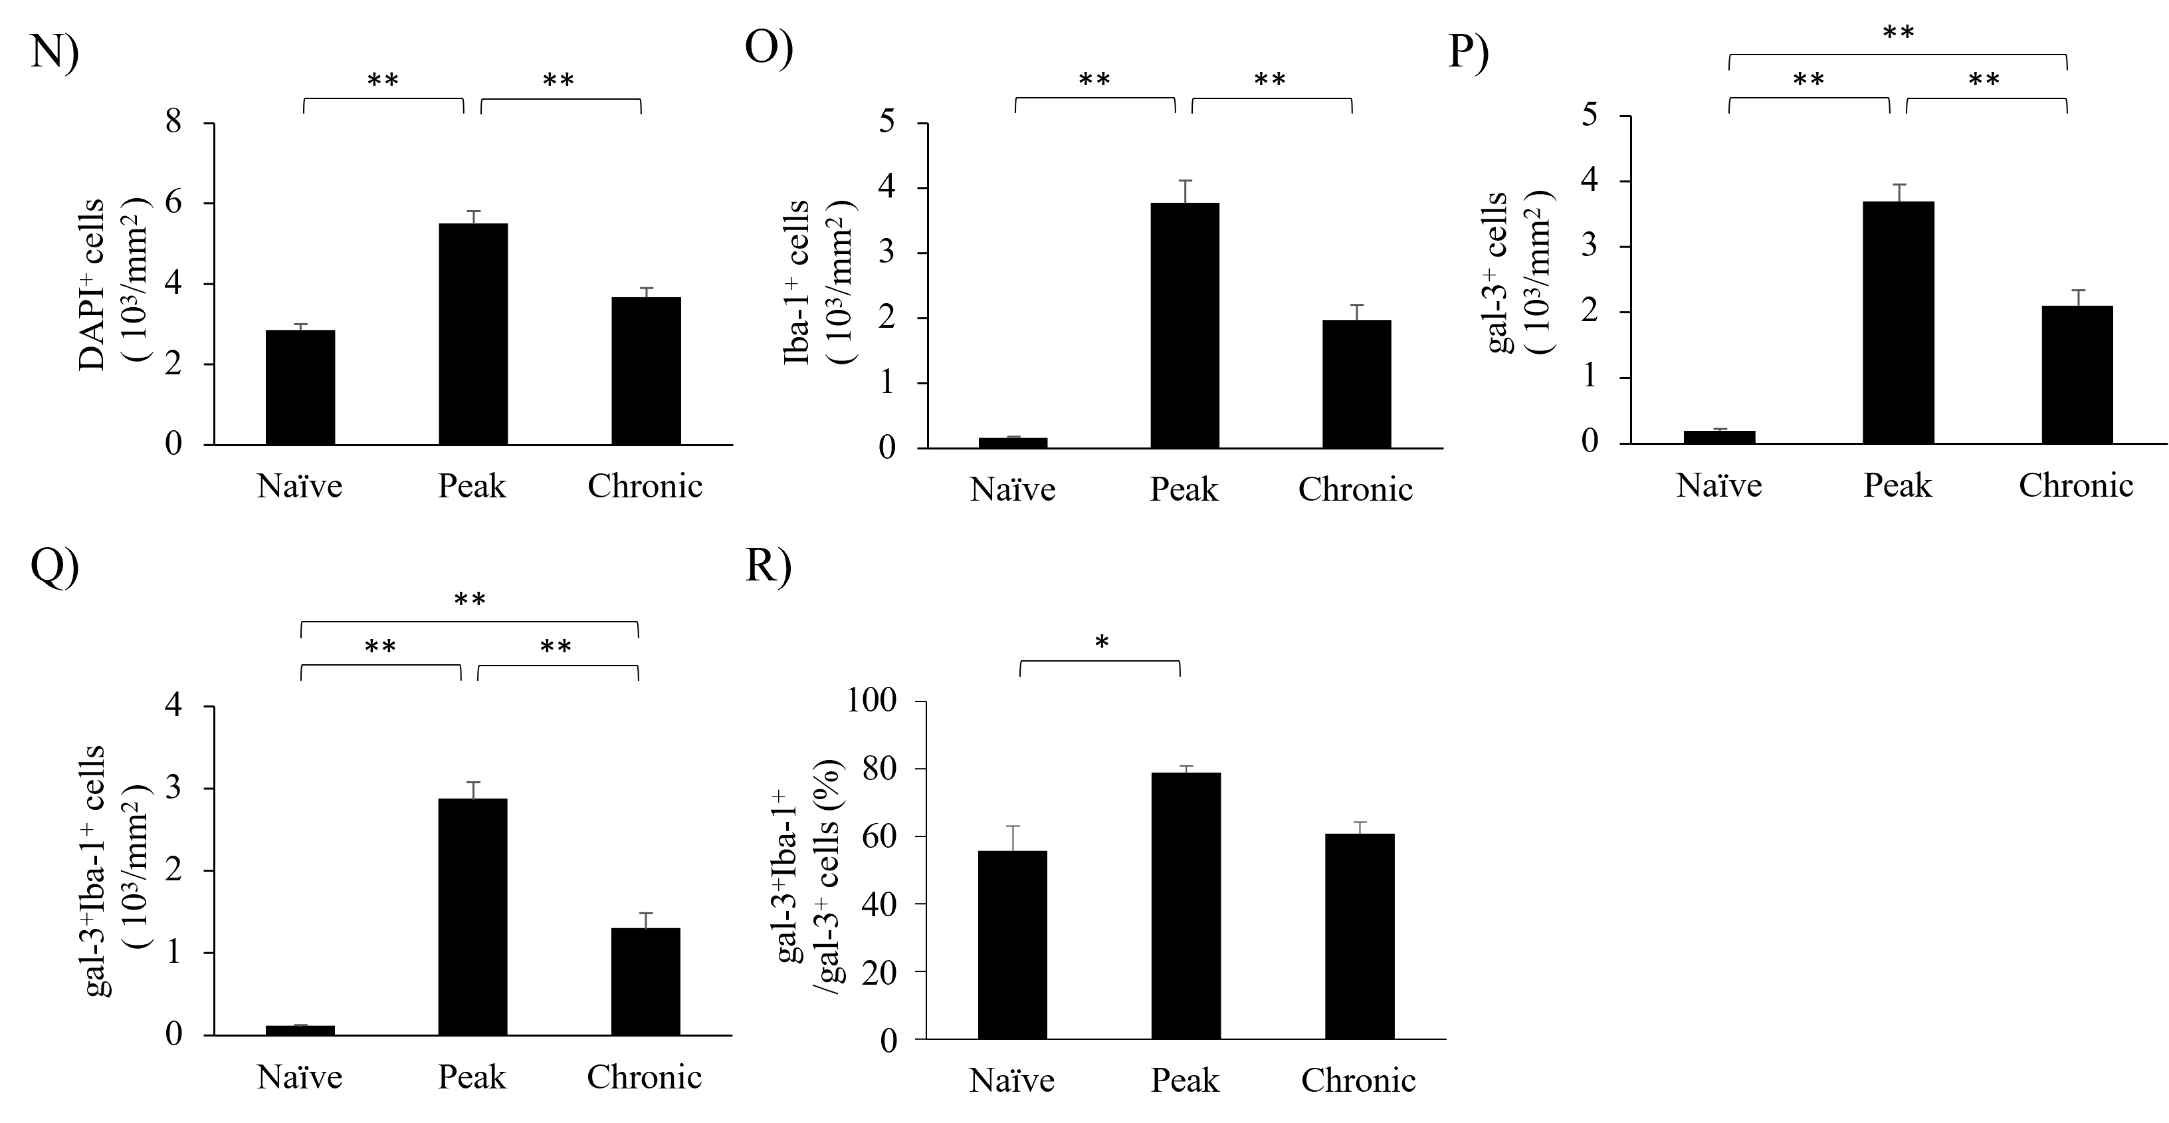 N)
** **
8
6
4
2
0
DAPI⁺ cells
( 10³/mm² )
Naïve Peak Chronic
O)
** **
5
4
3
2
1
0
Iba-1⁺ cells
( 10³/mm² )
Naïve Peak Chronic
P)
**
** **
5
4
3
2
1
0
gal-3⁺ cells
( 10³/mm² )
Naïve Peak Chronic
Q)
**
** **
4
3
2
1
0
gal-3⁺Iba-1⁺ cells
( 10³/mm² )
Naïve Peak Chronic
R)
*
100
80
60
40
20
0
gal-3⁺Iba-1⁺
/gal-3⁺ cells (%)
Naïve Peak Chronic